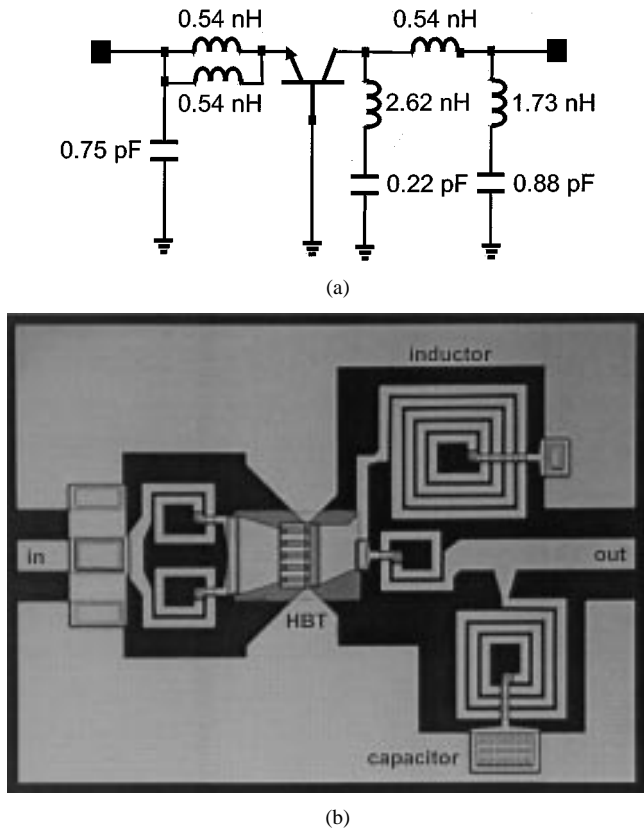 0.54 nH
0.54 nH
0.54 nH
2.62 nH
1.73 nH
0.75 pF
0.22 pF
0.88 pF
(a)
inductor
in
out
HBT
capacitor
(b)